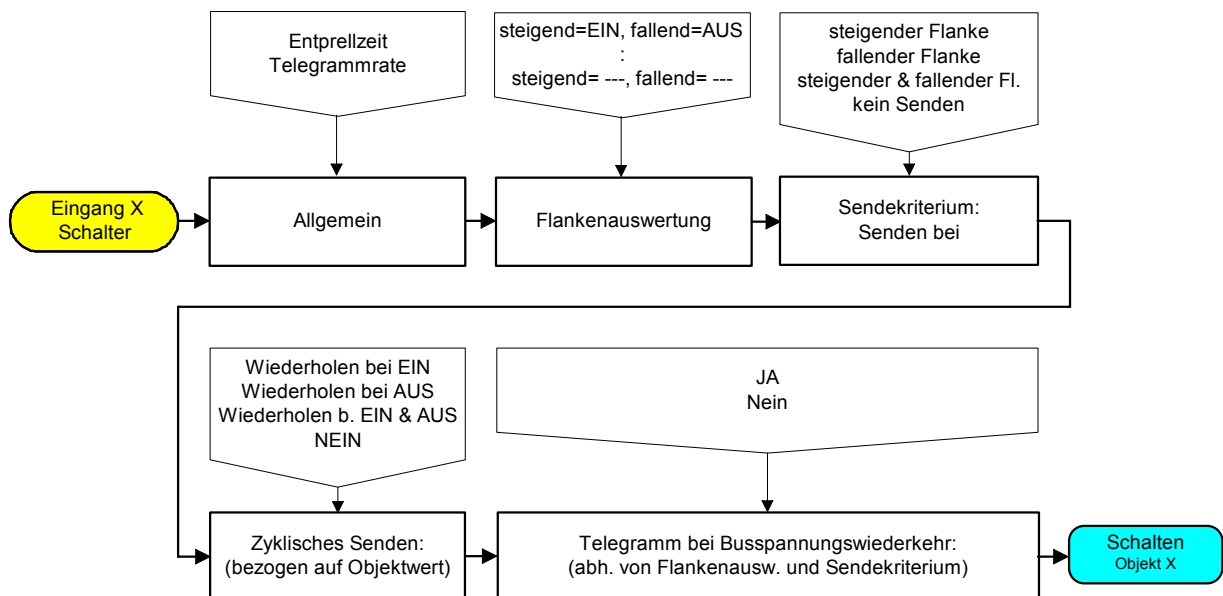 Entprellzeit
Telegrammrate
steigend=EIN, fallend=AUS
:
steigend= ---, fallend= ---
steigender Flanke
fallender Flanke
steigender & fallender Fl.
kein Senden
Eingang X
Schalter
Allgemein
Flankenauswertung
Sendekriterium:
Senden bei
Wiederholen bei EIN
Wiederholen bei AUS
Wiederholen b. EIN & AUS
NEIN
JA
Nein
Zyklisches Senden:
(bezogen auf Objektwert)
Telegramm bei Busspannungswiederkehr:
(abh. von Flankenausw. und Sendekriterium)
Schalten
Objekt X